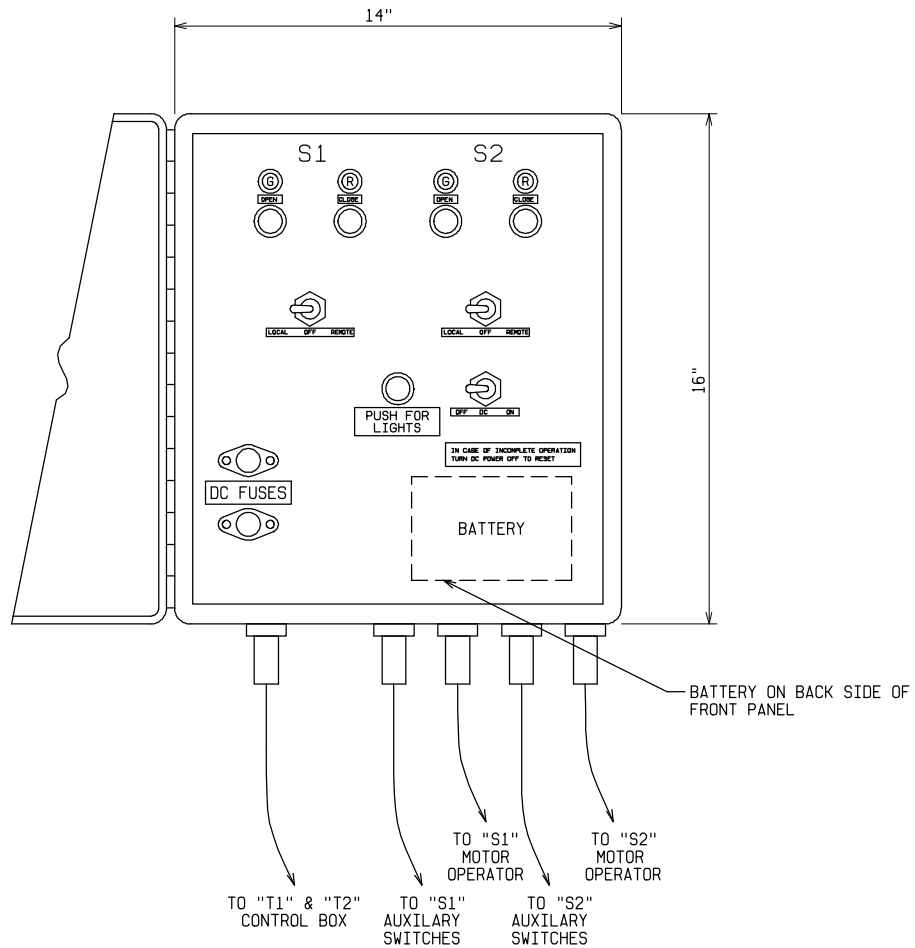 14"
S1
S2
G
R
G
R
OPEN
CLOSE
OPEN
CLOSE
LOCAL OFF REMOTE
LOCAL OFF REMOTE
16"
PUSH FOR
LIGHTS
OFF DC ON
IN CASE OF INCOMPLETE OPERATION
TURN DC POWER OFF TO RESET
DC FUSES
BATTERY
BATTERY ON BACK SIDE OF
FRONT PANEL
TO "S1"
MOTOR
OPERATOR
TO "S2"
MOTOR
OPERATOR
TO "T1" & "T2"
CONTROL BOX
TO "S1"
AUXILARY
SWITCHES
TO "S2"
AUXILARY
SWITCHES